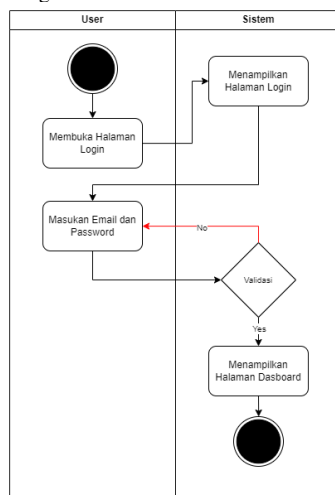 User
Sistem
Menampilkan
Halaman Login
Membuka Halaman
Login
Masukan Email dan
Password
No
Validasi
Yes
Menampilkan
Halaman Dasboard